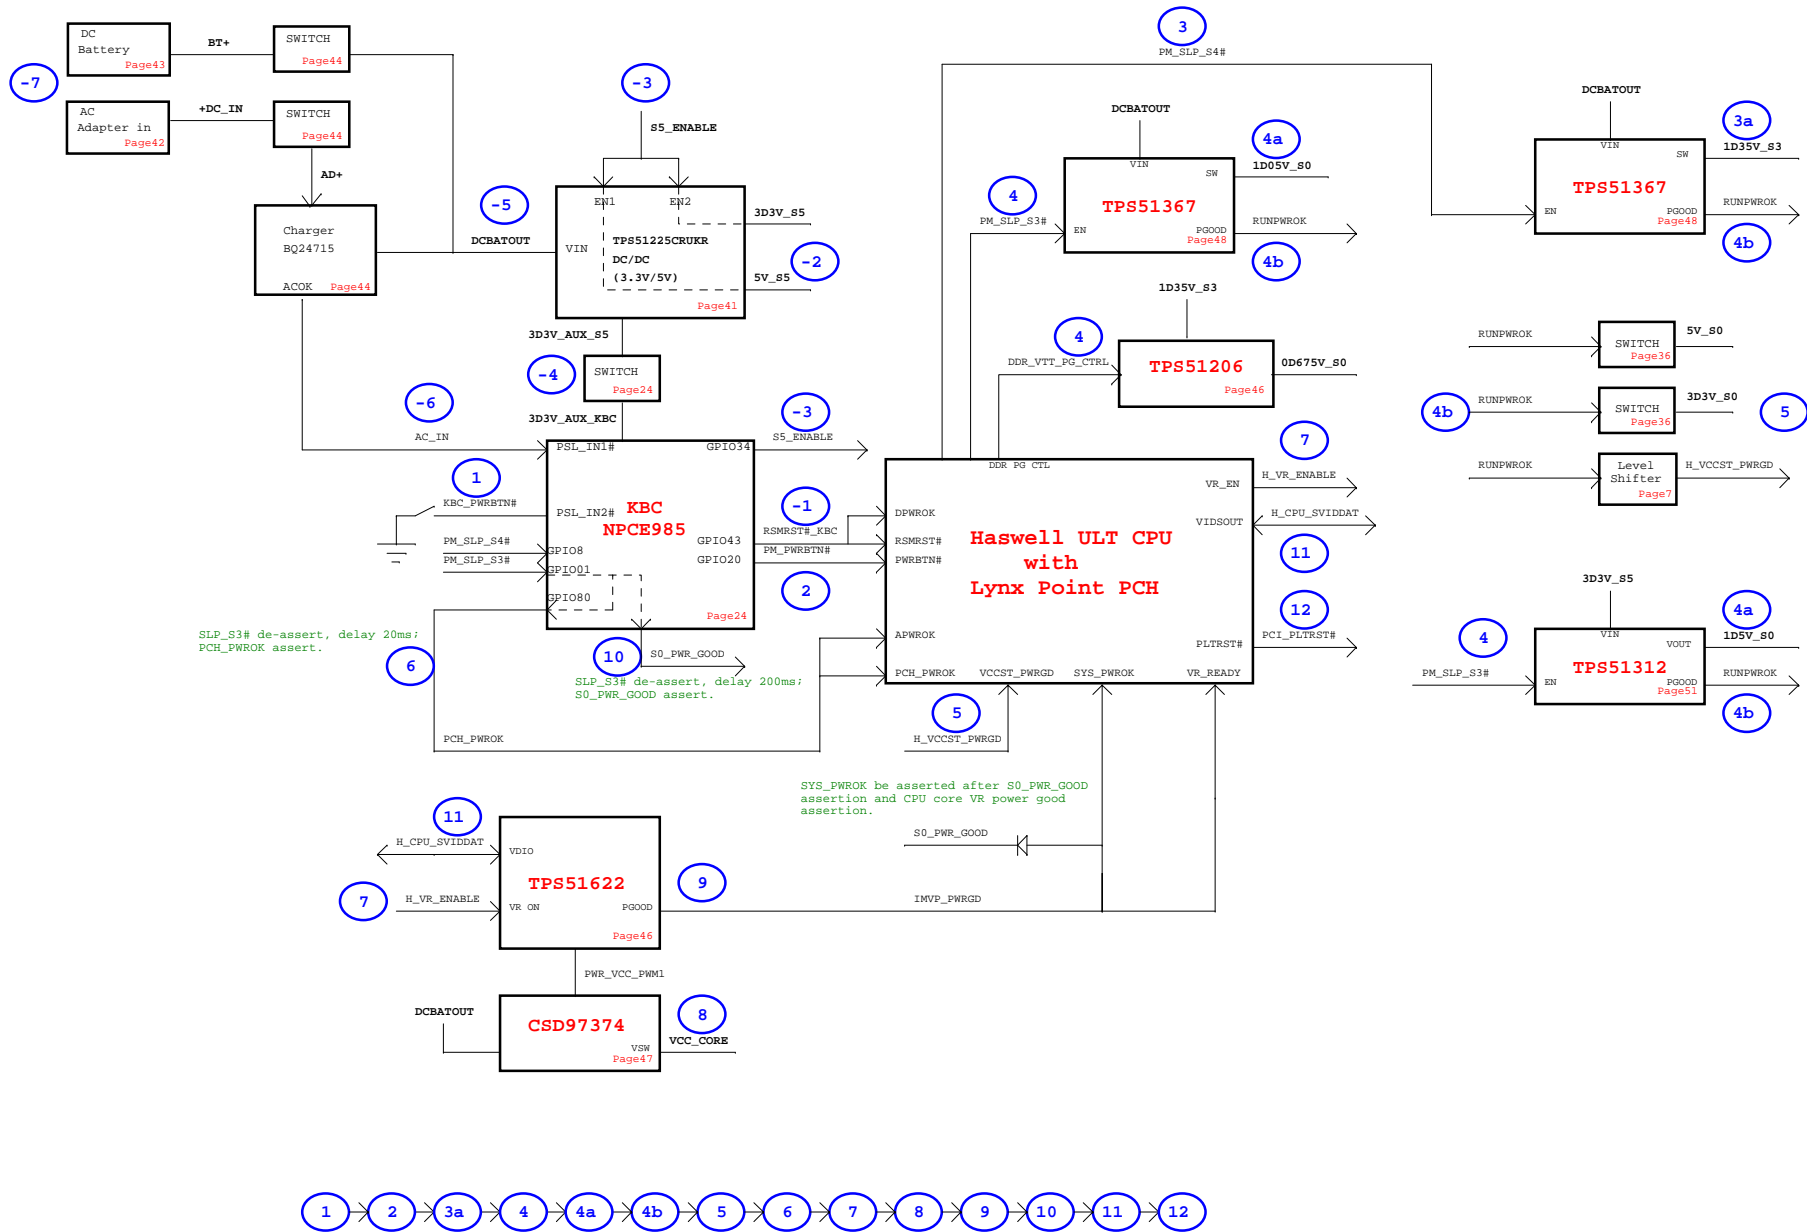 DC
Battery
Page43
BT+
SWITCH
Page44
-7
AC
Adapter in
Page42
+DC_IN
SWITCH
Page44
AD+
Charger
BQ24715
ACOK
Page44
-5
DCBATOUT
-3
S5_ENABLE
EN1
EN2
VIN
TPS51225CRUKR
DC/DC
(3.3V/5V)
Page41
3D3V_S5
-2
5V_S5
3D3V_AUX_S5
-4
SWITCH
Page24
3D3V_AUX_KBC
-6
AC_IN
-3
S5_ENABLE
PSL_IN1#
GPIO34
1
KBC_PWRBTN#
PSL_IN2#
KBC
NPCE985
PM_SLP_S4#
GPIO8
PM_SLP_S3#
GPIO01
GPIO80
GPIO43
GPIO20
Page24
-1
RSMRST#_KBC
PM_PWRBTN#
2
SLP_S3# de-assert, delay 20ms;
PCH_PWROK assert.
6
10
S0_PWR_GOOD
SLP_S3# de-assert, delay 200ms;
S0_PWR_GOOD assert.
PCH_PWROK
3
PM_SLP_S4#
DCBATOUT
4a
1D05V_S0
VIN
SW
TPS51367
4
PM_SLP_S3#
EN
PGOOD
Page48
RUNPWROK
4b
1D35V_S3
4
DDR_VTT_PG_CTRL
TPS51206
Page46
0D675V_S0
DDR PG CTL
DPWROK
RSMRST#
PWRBTN#
APWROK
PCH_PWROK
VCCST_PWRGD
SYS_PWROK
VR_READY
VR_EN
VIDSOUT
PLTRST#
Haswell ULT CPU
with
Lynx Point PCH
7
H_VR_ENABLE
H_CPU_SVIDDAT
11
12
PCI_PLTRST#
5
H_VCCST_PWRGD
SYS_PWROK be asserted after S0_PWR_GOOD
assertion and CPU core VR power good
assertion.
S0_PWR_GOOD
IMVP_PWRGD
DCBATOUT
3a
1D35V_S3
VIN
SW
TPS51367
EN
PGOOD
Page48
RUNPWROK
4b
RUNPWROK
SWITCH
Page36
5V_S0
4b
RUNPWROK
SWITCH
Page36
3D3V_S0
5
RUNPWROK
Level
Shifter
Page7
H_VCCST_PWRGD
3D3V_S5
4a
1D5V_S0
VIN
VOUT
TPS51312
4
PM_SLP_S3#
EN
PGOOD
Page51
RUNPWROK
4b
11
H_CPU_SVIDDAT
VDIO
TPS51622
7
H_VR_ENABLE
VR ON
PGOOD
Page46
9
PWR_VCC_PWM1
DCBATOUT
CSD97374
VSW
Page47
8
VCC_CORE
1 2 3a 4 4a 4b 5 6 7 8 9 10 11 12